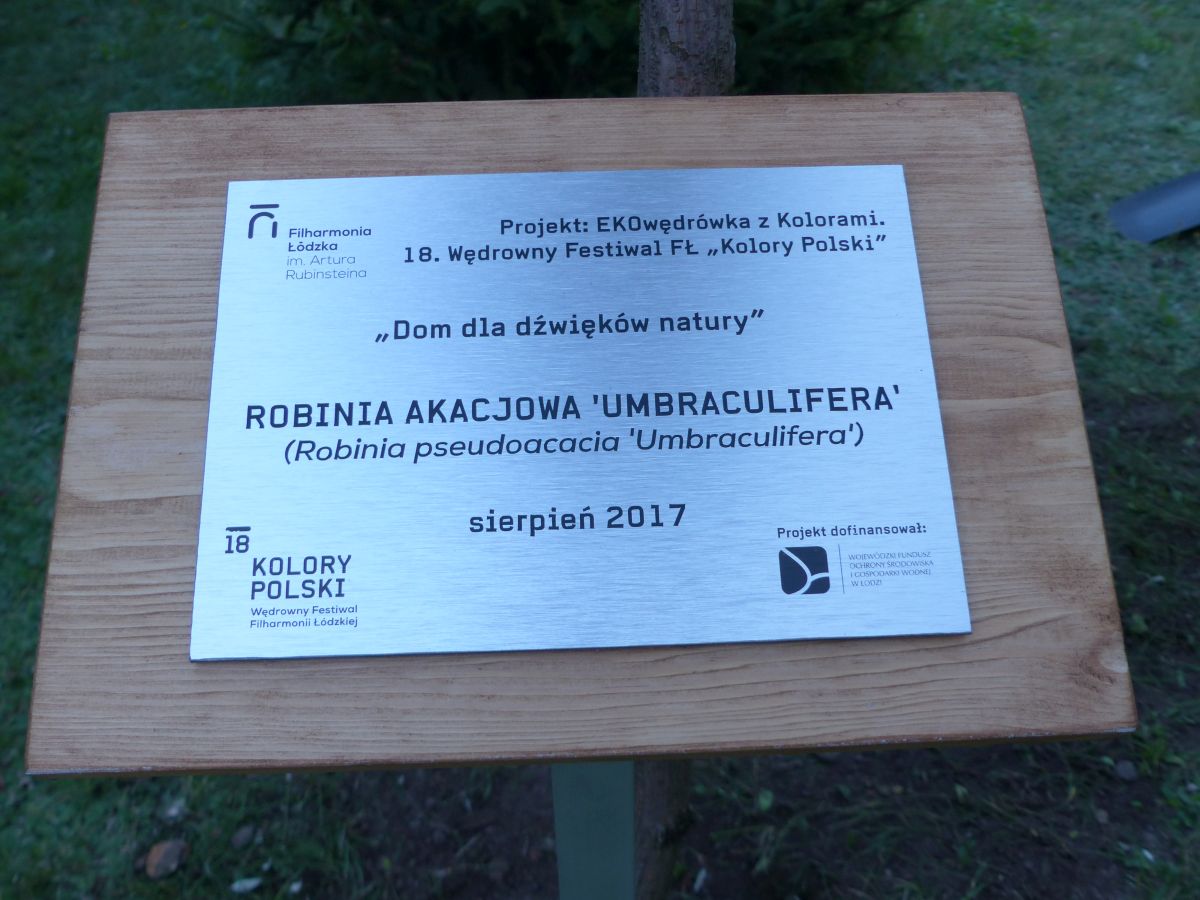 Filharmonia
Łódzka
im. Artura
Rubinsteina
Projekt: EKOwędrówka z Kolorami.
18. Wędrowny Festiwal FŁ „Kolory Polski”
„Dom dla dźwięków natury”
ROBINIA AKACJOWA 'UMBRACULIFERA'
(Robinia pseudoacacia 'Umbraculifera')
sierpień 2017
18
KOLORY
POLSKI
Wędrowny Festiwal
Filharmonii Łódzkiej
Projekt dofinansował:
WOJEWÓDZKI FUNDUSZ
OCHRONY ŚRODOWISKA
I GOSPODARKI WODNEJ
W ŁODZI